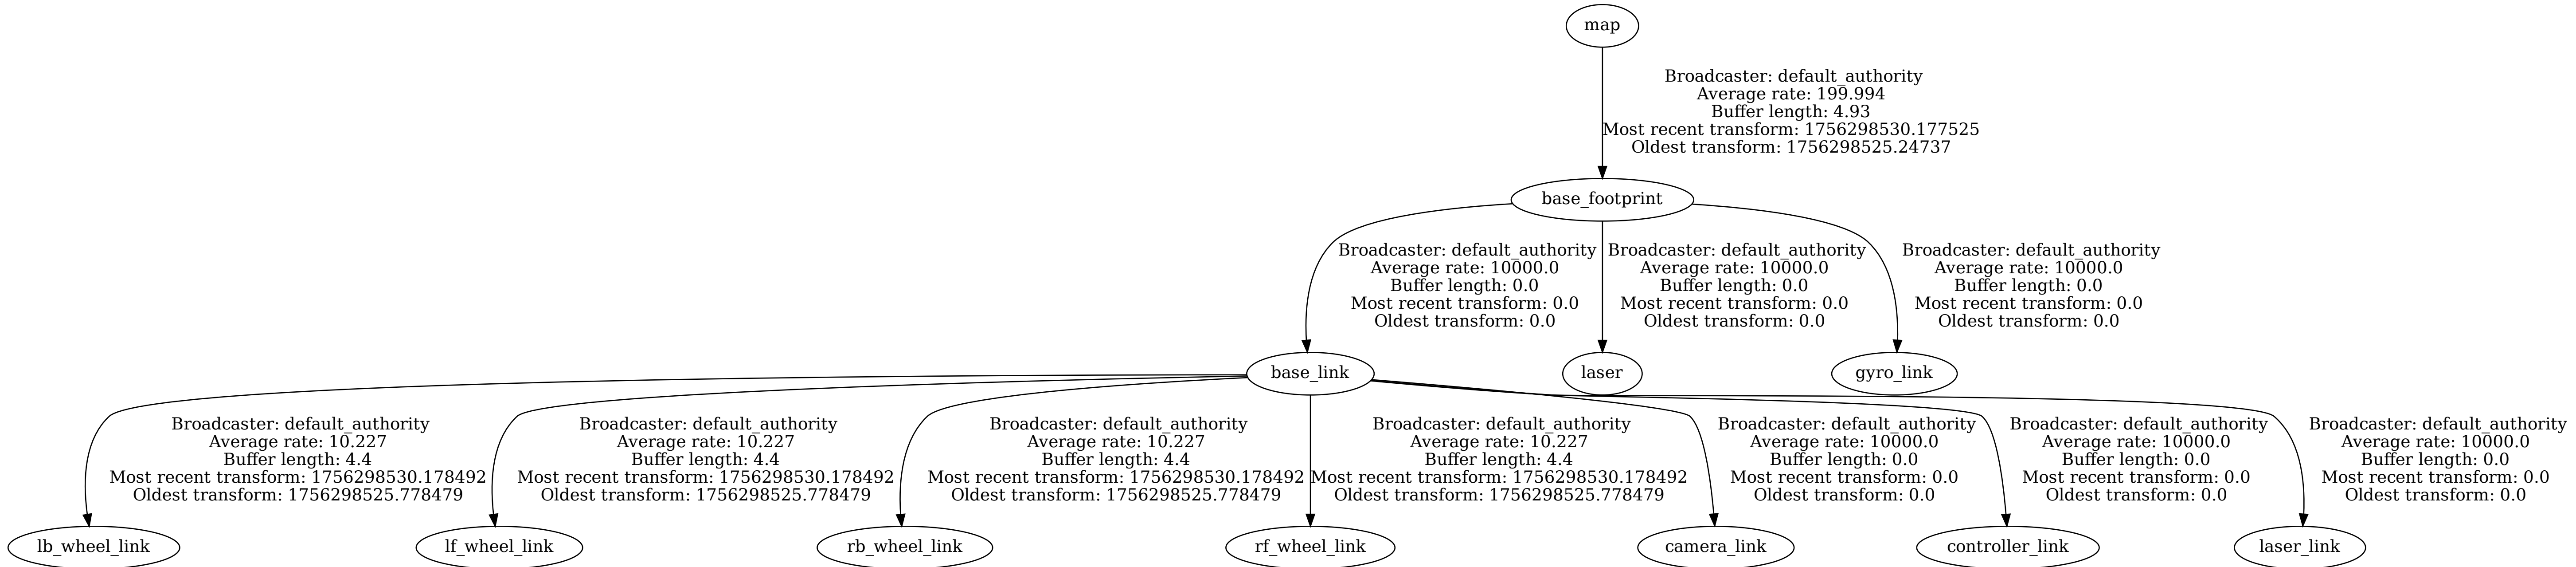 map
Broadcaster: default_authority
Average rate: 199.994
Buffer length: 4.93
Most recent transform: 1756298530.177525
Oldest transform: 1756298525.24737
base_footprint
Broadcaster: default_authority
Average rate: 10000.0
Buffer length: 0.0
Most recent transform: 0.0
Oldest transform: 0.0
Broadcaster: default_authority
Average rate: 10000.0
Buffer length: 0.0
Most recent transform: 0.0
Oldest transform: 0.0
Broadcaster: default_authority
Average rate: 10000.0
Buffer length: 0.0
Most recent transform: 0.0
Oldest transform: 0.0
base_link
laser
gyro_link
Broadcaster: default_authority
Average rate: 10.227
Buffer length: 4.4
Most recent transform: 1756298530.178492
Oldest transform: 1756298525.778479
Broadcaster: default_authority
Average rate: 10.227
Buffer length: 4.4
Most recent transform: 1756298530.178492
Oldest transform: 1756298525.778479
Broadcaster: default_authority
Average rate: 10.227
Buffer length: 4.4
Most recent transform: 1756298530.178492
Oldest transform: 1756298525.778479
Broadcaster: default_authority
Average rate: 10.227
Buffer length: 4.4
Most recent transform: 1756298530.178492
Oldest transform: 1756298525.778479
Broadcaster: default_authority
Average rate: 10000.0
Buffer length: 0.0
Most recent transform: 0.0
Oldest transform: 0.0
Broadcaster: default_authority
Average rate: 10000.0
Buffer length: 0.0
Most recent transform: 0.0
Oldest transform: 0.0
Broadcaster: default_authority
Average rate: 10000.0
Buffer length: 0.0
Most recent transform: 0.0
Oldest transform: 0.0
lb_wheel_link
lf_wheel_link
rb_wheel_link
rf_wheel_link
camera_link
controller_link
laser_link